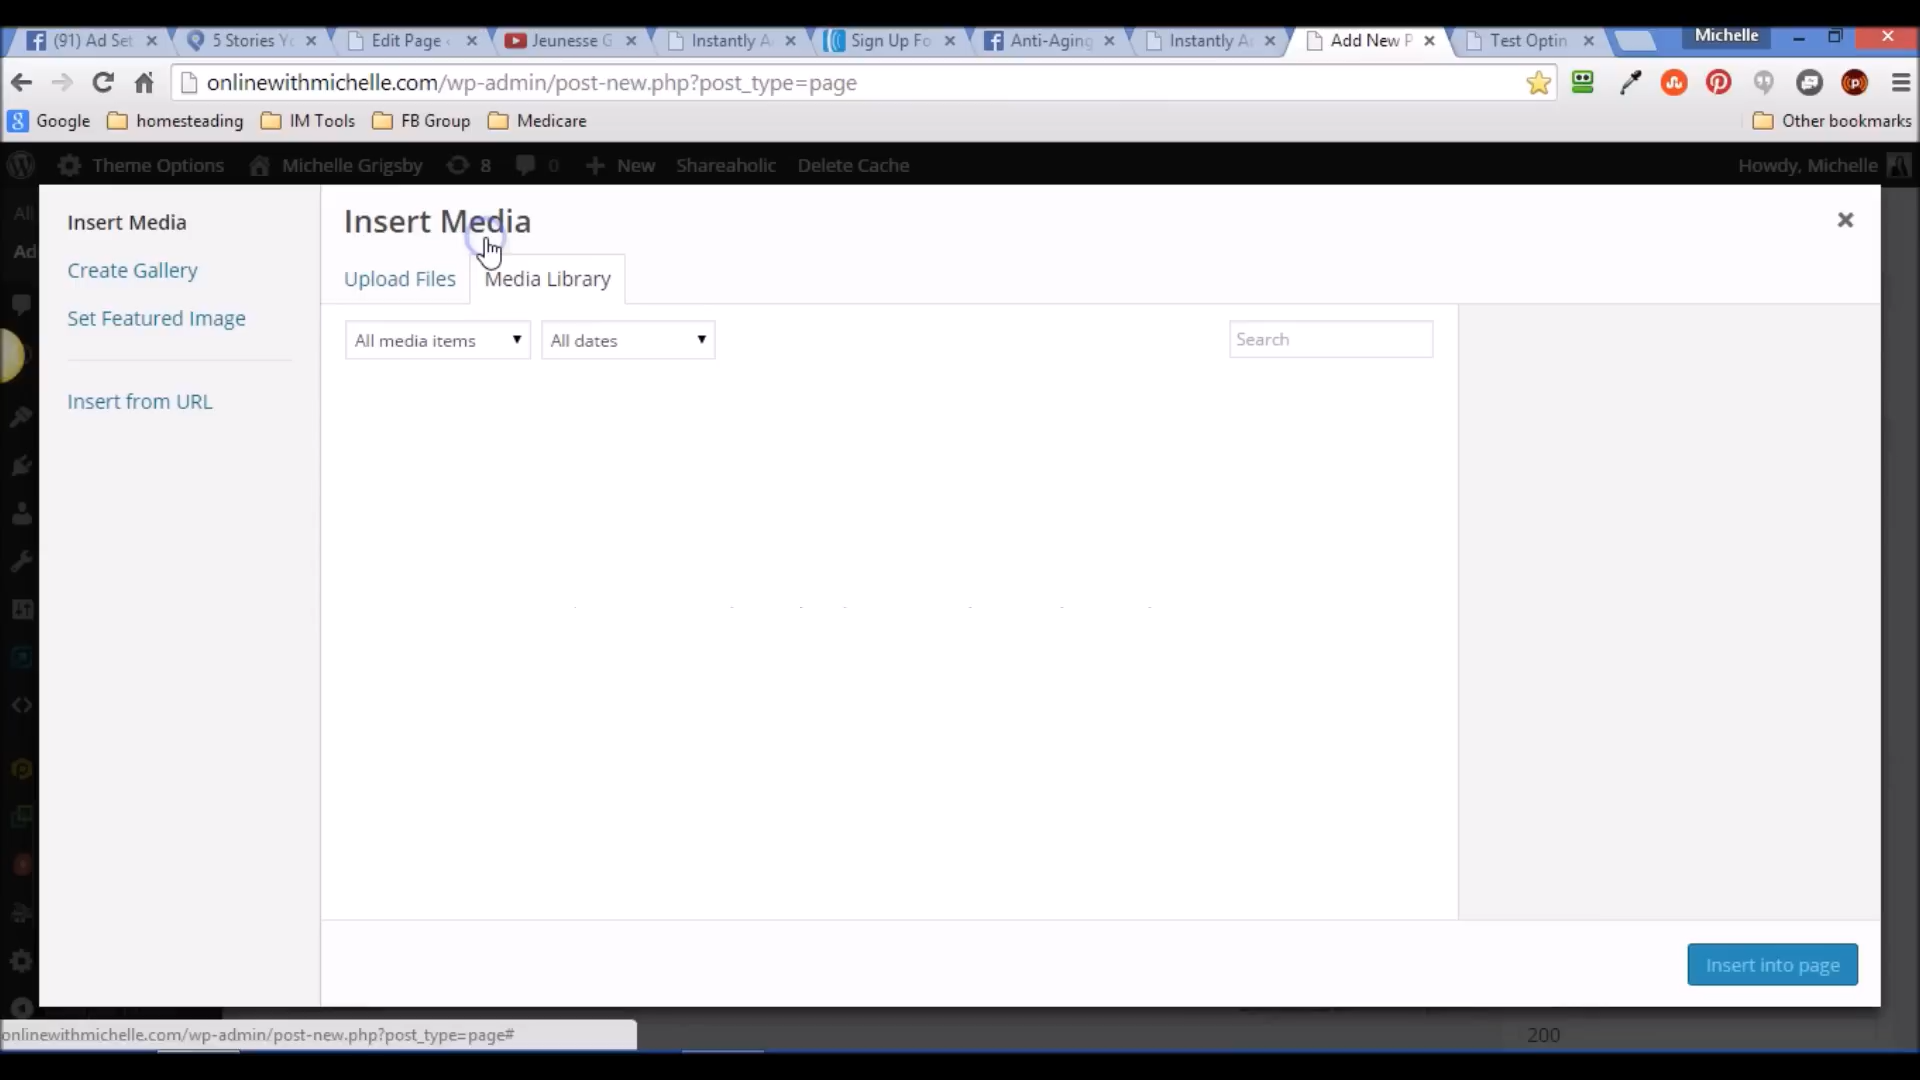 (91) Ad Set
5 Stories Yo
Edit Page
Jeunesse G
Instantly A
Sign Up Fo
Anti-Aging
Instantly A
Add New P
Test Optin
Michelle
onlinewithmichelle.com/wp-admin/post-new.php?post_type=page
Google homesteading IM Tools FB Group Medicare Other bookmarks
Theme Options Michelle Grigsby 8 0 New Shareaholic Delete Cache Howdy, Michelle
All
Ad
Insert Media
Create Gallery
Set Featured Image
Insert from URL
Insert Media
Upload Files Media Library
All media items All dates Search
Insert into page
onlinewithmichelle.com/wp-admin/post-new.php?post_type=page#
200